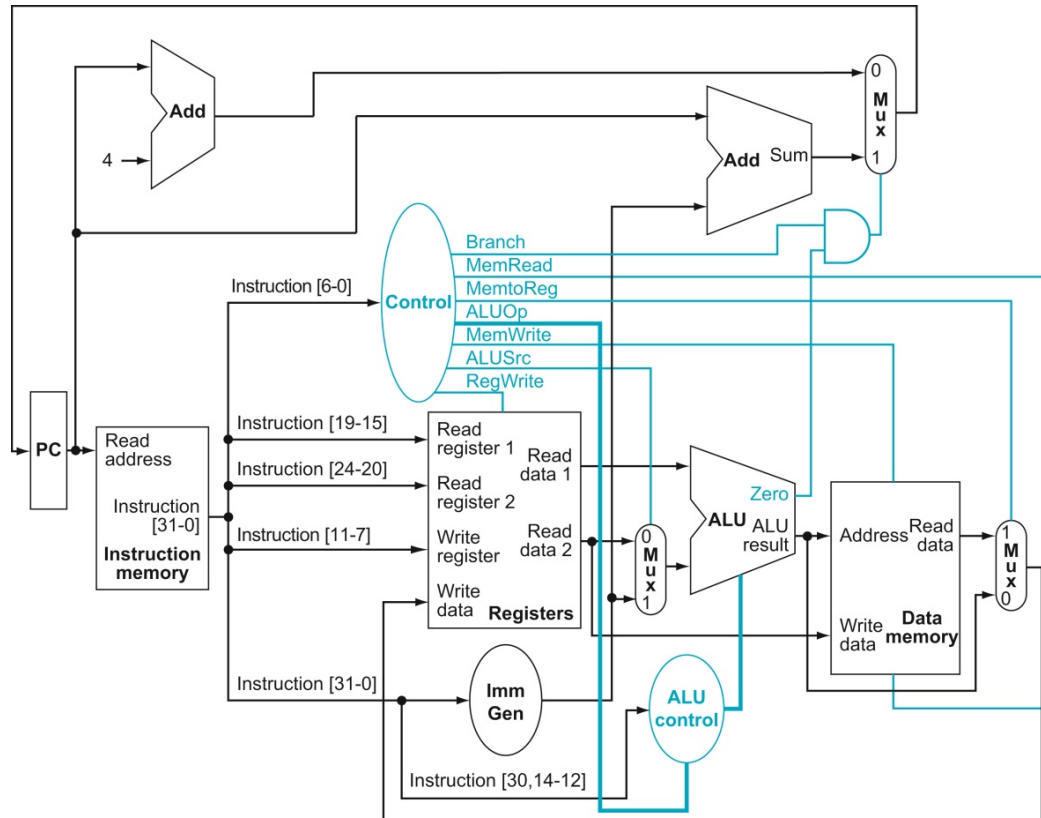 0
Mux
1
Add
4
Add
Sum
Branch
MemRead
MemtoReg
ALUOp
MemWrite
ALUSrc
RegWrite
Control
Instruction [6-0]
PC
Read
address
Instruction
[31-0]
Instruction
memory
Instruction [19-15]
Instruction [24-20]
Instruction [11-7]
Read
register 1
Read
register 2
Write
register
Write
data
Read
data 1
Read
data 2
Registers
0
Mux
1
Zero
ALU
ALU
result
Address
Read
data
Write
data
Data
memory
1
Mux
0
Instruction [31-0]
Imm
Gen
ALU
control
Instruction [30,14-12]